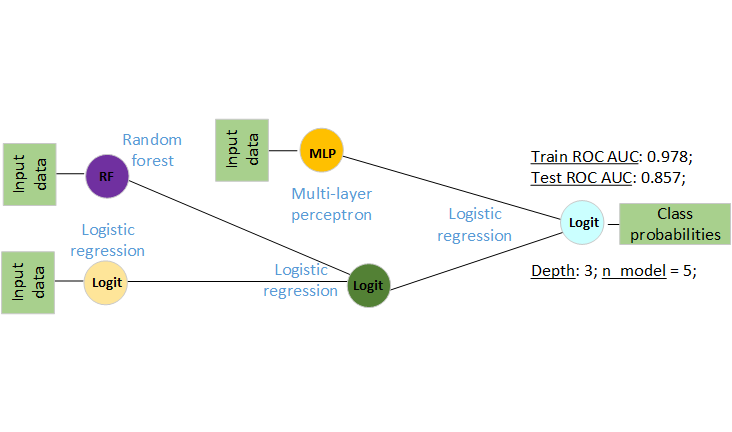 Input
data
RF
Random
forest
Input
data
MLP
Multi-layer
perceptron
Input
data
Logit
Logistic
regression
Logit
Logistic
regression
Logistic
regression
Logit
Train ROC AUC: 0.978;
Test ROC AUC: 0.857;
Class
probabilities
Depth: 3; n_model = 5;